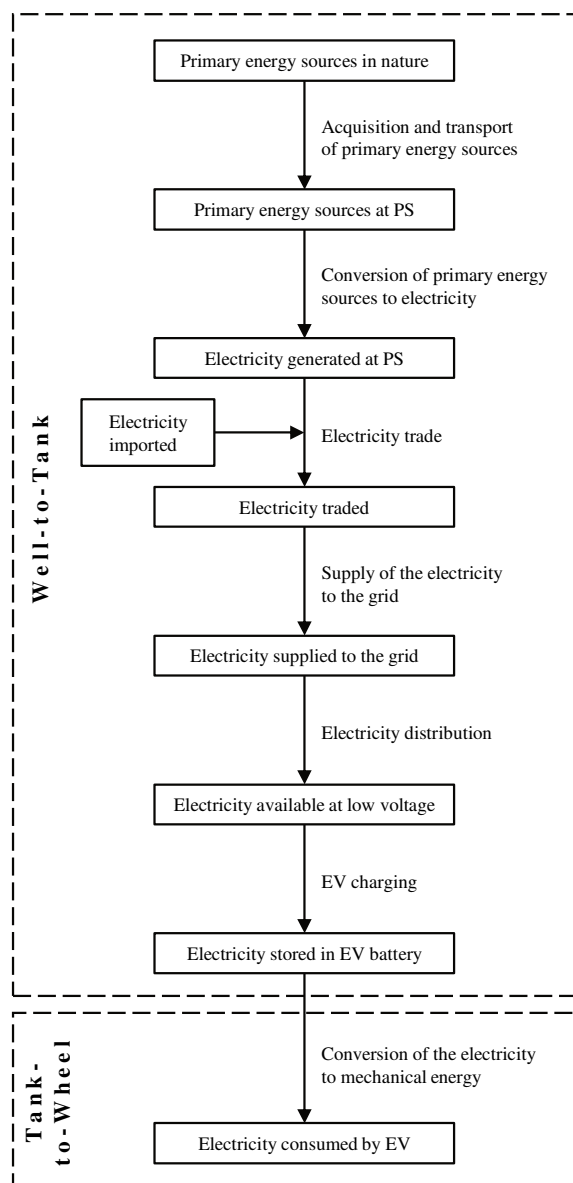 Primary energy sources in nature
Acquisition and transport
of primary energy sources
Primary energy sources at PS
Conversion of primary energy
sources to electricity
Electricity generated at PS
Electricity
imported
Electricity trade
Electricity traded
Supply of the electricity
to the grid
Electricity supplied to the grid
Electricity distribution
Electricity available at low voltage
EV charging
Electricity stored in EV battery
Well-to-Tank
Conversion of the electricity
to mechanical energy
Electricity consumed by EV
Tank-
to-Wheel